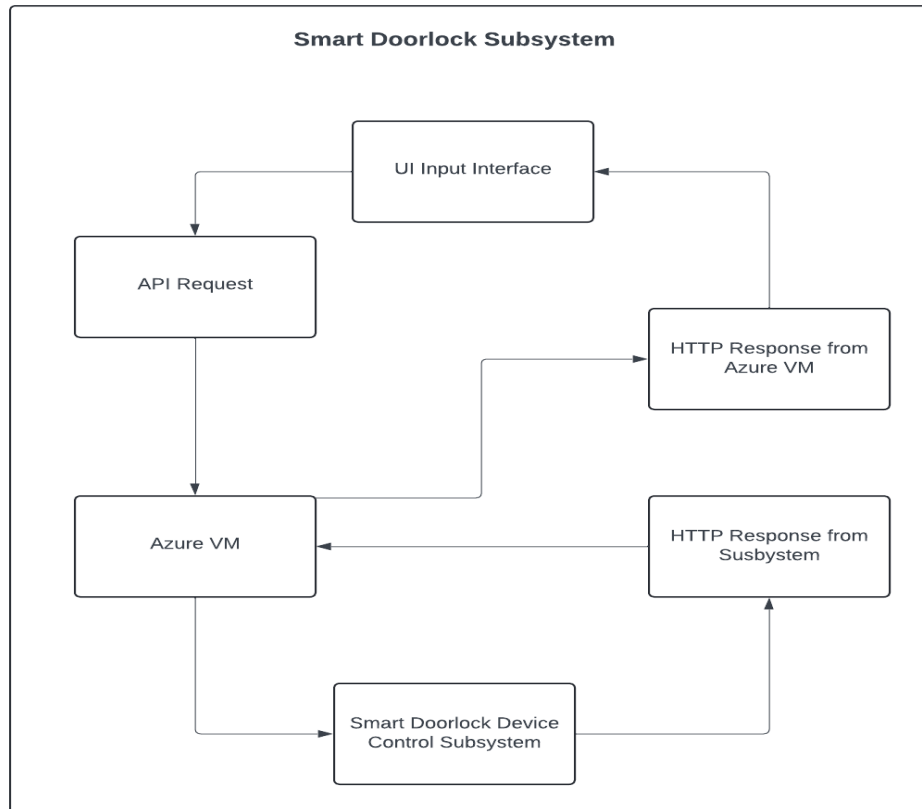 Smart Doorlock Subsystem
UI Input Interface
API Request
HTTP Response from
Azure VM
Azure VM
HTTP Response from
Susbystem
Smart Doorlock Device
Control Subsystem